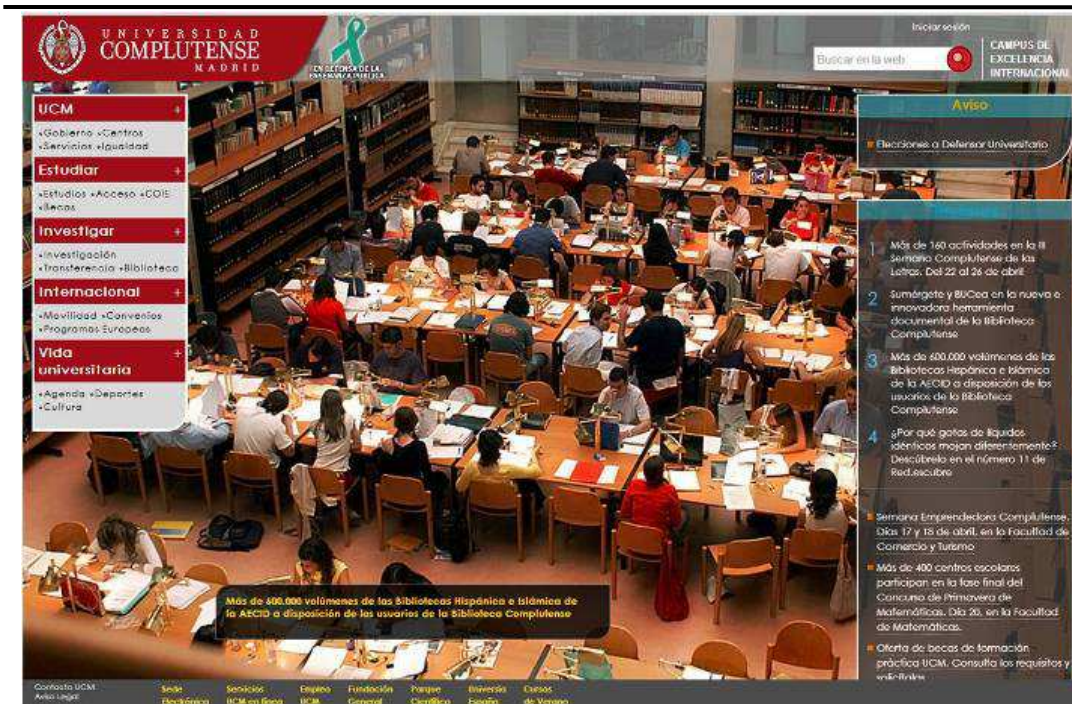 UNIVERSIDAD
COMPLUTENSE
MADRID
EN DEFENSA DE LA
ENSEÑANZA PÚBLICA
Iniciar sesión
Buscar en la web
CAMPUS DE
EXCELENCIA
INTERNACIONAL
UCM +
Gobierno Centros
Servicios Igualdad
Estudiar +
Estudios Acceso COIE
Becas
Investigar +
Investigación
Transferencia Biblioteca
Internacional +
Movilidad Convenios
Programas Europeos
Vida +
universitaria
Agenda Deportes
Cultura
Aviso
Elecciones a Defensor Universitario
1 Más de 160 actividades en la III
Semana Complutense de las
Letras. Del 22 al 26 de abril
2 Sumérgete y BUCea en la nueva e
innovadora herramienta
documental de la Biblioteca
Complutense
3 Más de 600.000 volúmenes de las
Bibliotecas Hispánica e Islámica
de la AECID a disposición de los
usuarios de la Biblioteca
Complutense
4 ¿Por qué gotas de líquidos
idénticos mojan diferentemente?
Descúbrelo en el número 11 de
Red.escubre
Semana Emprendedora Complutense.
Días 17 y 18 de abril, en la Facultad de
Comercio y Turismo
Más de 400 centros escolares
participan en la fase final del
Concurso de Primavera de
Matemáticas. Día 20, en la Facultad
de Matemáticas.
Oferta de becas de formación
práctica UCM. Consulta los requisitos y
solicítalas
Más de 600.000 volúmenes de las Bibliotecas Hispánica e Islámica de
la AECID a disposición de los usuarios de la Biblioteca Complutense
Contacto UCM
Aviso Legal
Sede
Electrónica
Servicios
UCM en línea
Empleo
UCM
Fundación
General
Parque
Científico
Universia
España
Cursos
de Verano